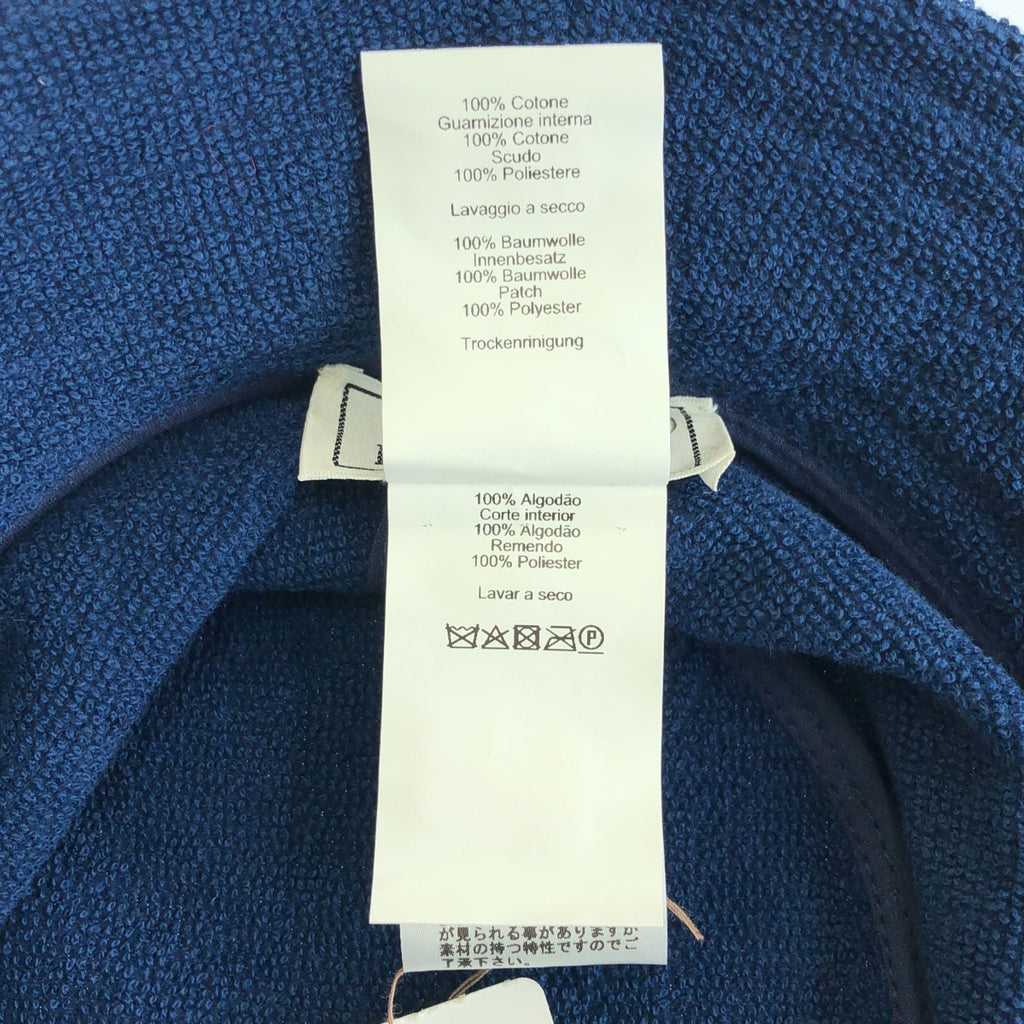 100% Cotone
Guarnizione interna
100% Cotone
Scudo
100% Poliestere
Lavaggio a secco
100% Baumwolle
Innenbesatz
100% Baumwolle
Patch
100% Polyester
Trockenrinigung
100% Algodão
Corte interior
100% Algodão
Remendo
100% Poliester
Lavar a seco
P
が見られる事がありますが
素材の持つ特性ですのでご
了承下さい。